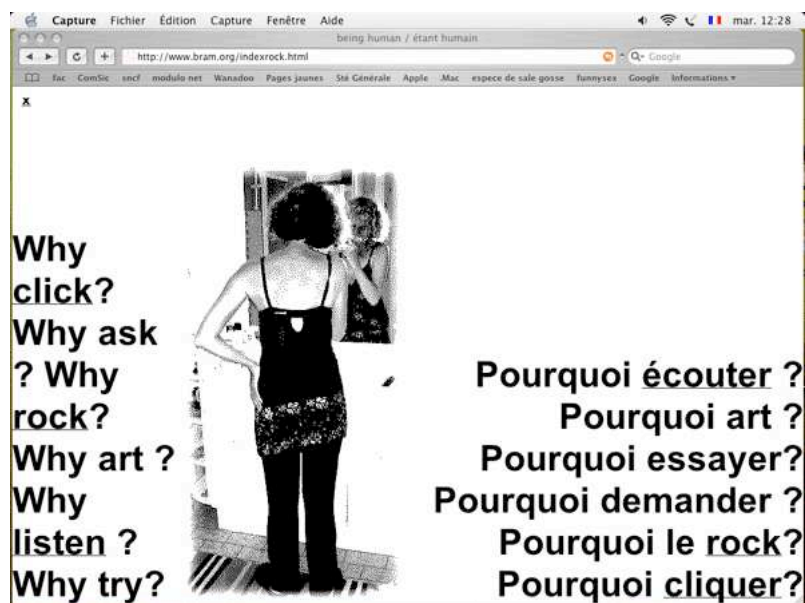 Capture Fichier Édition Capture Fenêtre Aide mar. 12:28
being human / étant humain
http://www.bram.org/indexrock.html Google
fac ComSic sncf modulo net Wanadoo Pages jaunes Sté Générale Apple .Mac espece de sale gosse funnysex Google Informations
x
Why
click?
Why ask
? Why
rock?
Why art ?
Why
listen ?
Why try?
Pourquoi écouter ?
Pourquoi art ?
Pourquoi essayer?
Pourquoi demander ?
Pourquoi le rock?
Pourquoi cliquer?